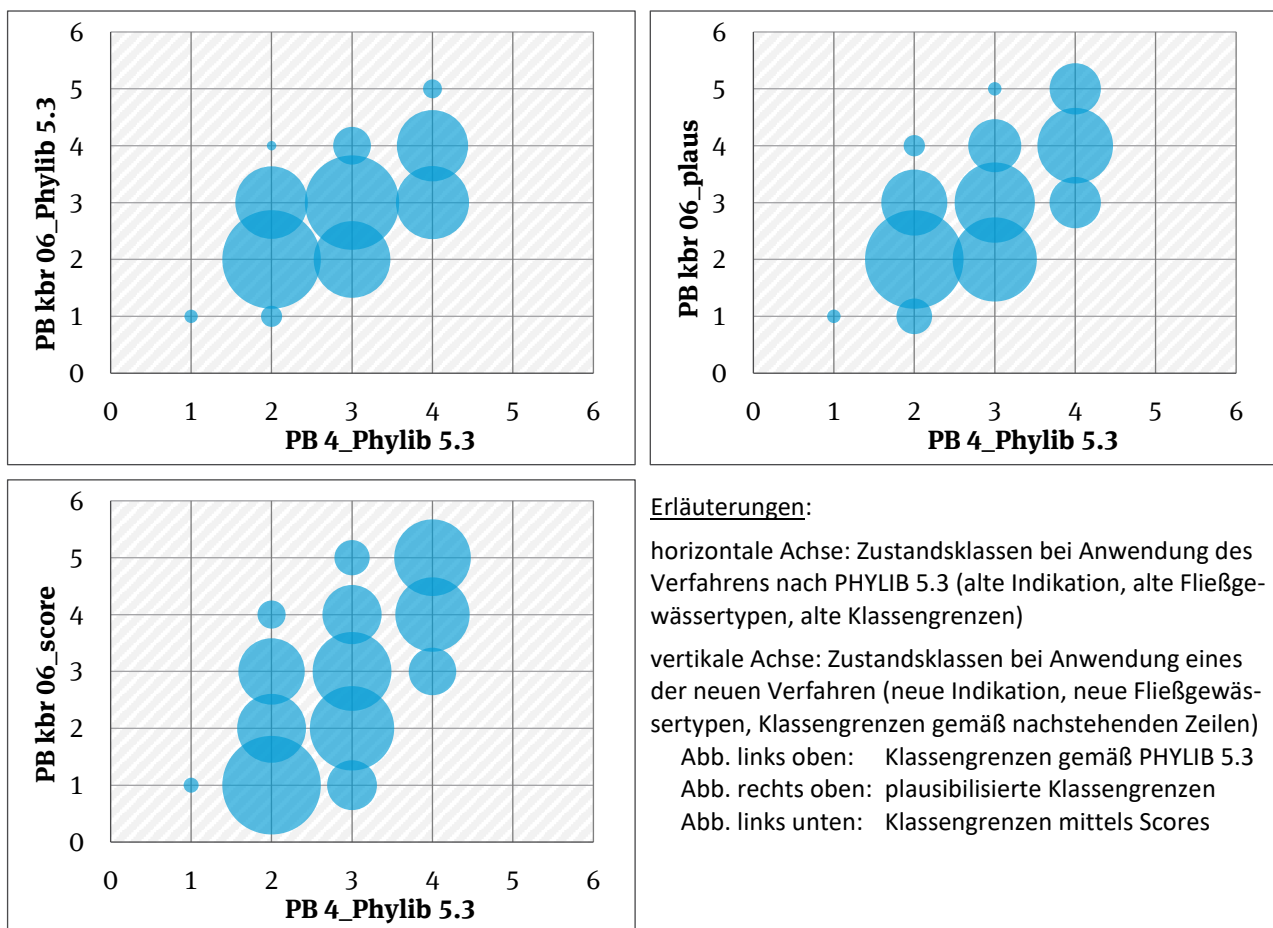 6
5
4
3
2
1
0
0 1 2 3 4 5 6
PB kbr 06_Phylib 5.3
PB 4_Phylib 5.3
6
5
4
3
2
1
0
0 1 2 3 4 5 6
PB kbr 06_plaus
PB 4_Phylib 5.3
6
5
4
3
2
1
0
0 1 2 3 4 5 6
PB kbr 06_score
PB 4_Phylib 5.3
Erläuterungen:
horizontale Achse: Zustandsklassen bei Anwendung des
Verfahrens nach PHYLIB 5.3 (alte Indikation, alte Fließge-
wässertypen, alte Klassengrenzen)
vertikale Achse: Zustandsklassen bei Anwendung eines
der neuen Verfahren (neue Indikation, neue Fließgewäs-
sertypen, Klassengrenzen gemäß nachstehenden Zeilen)
Abb. links oben: Klassengrenzen gemäß PHYLIB 5.3
Abb. rechts oben: plausibilisierte Klassengrenzen
Abb. links unten: Klassengrenzen mittels Scores